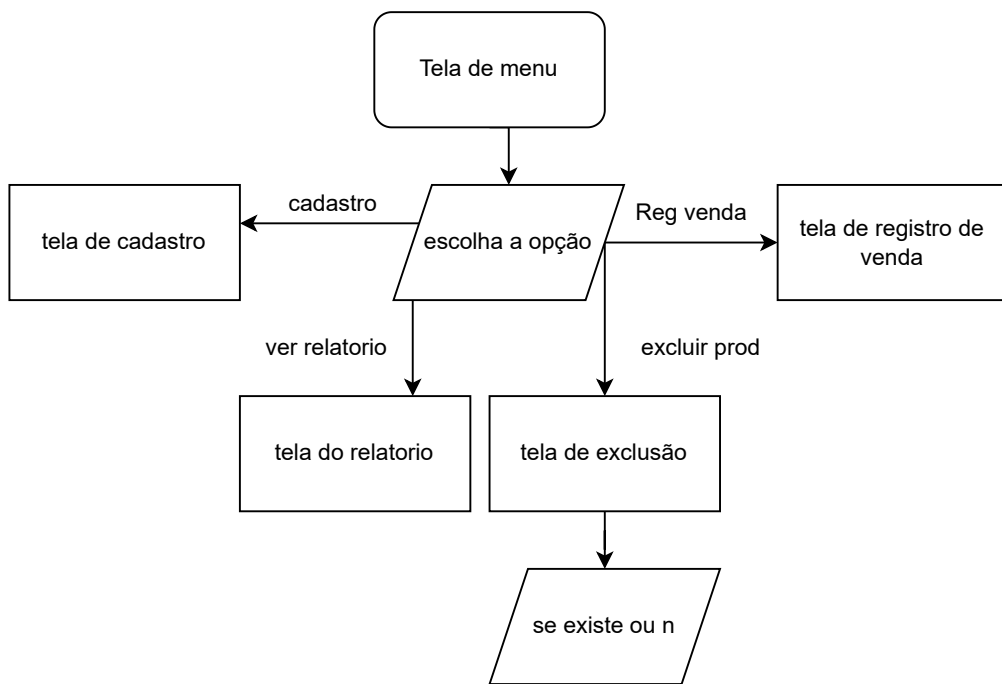 Tela de menu
cadastro
Reg venda
tela de cadastro
escolha a opção
tela de registro de
venda
ver relatorio
excluir prod
tela do relatorio
tela de exclusão
se existe ou n